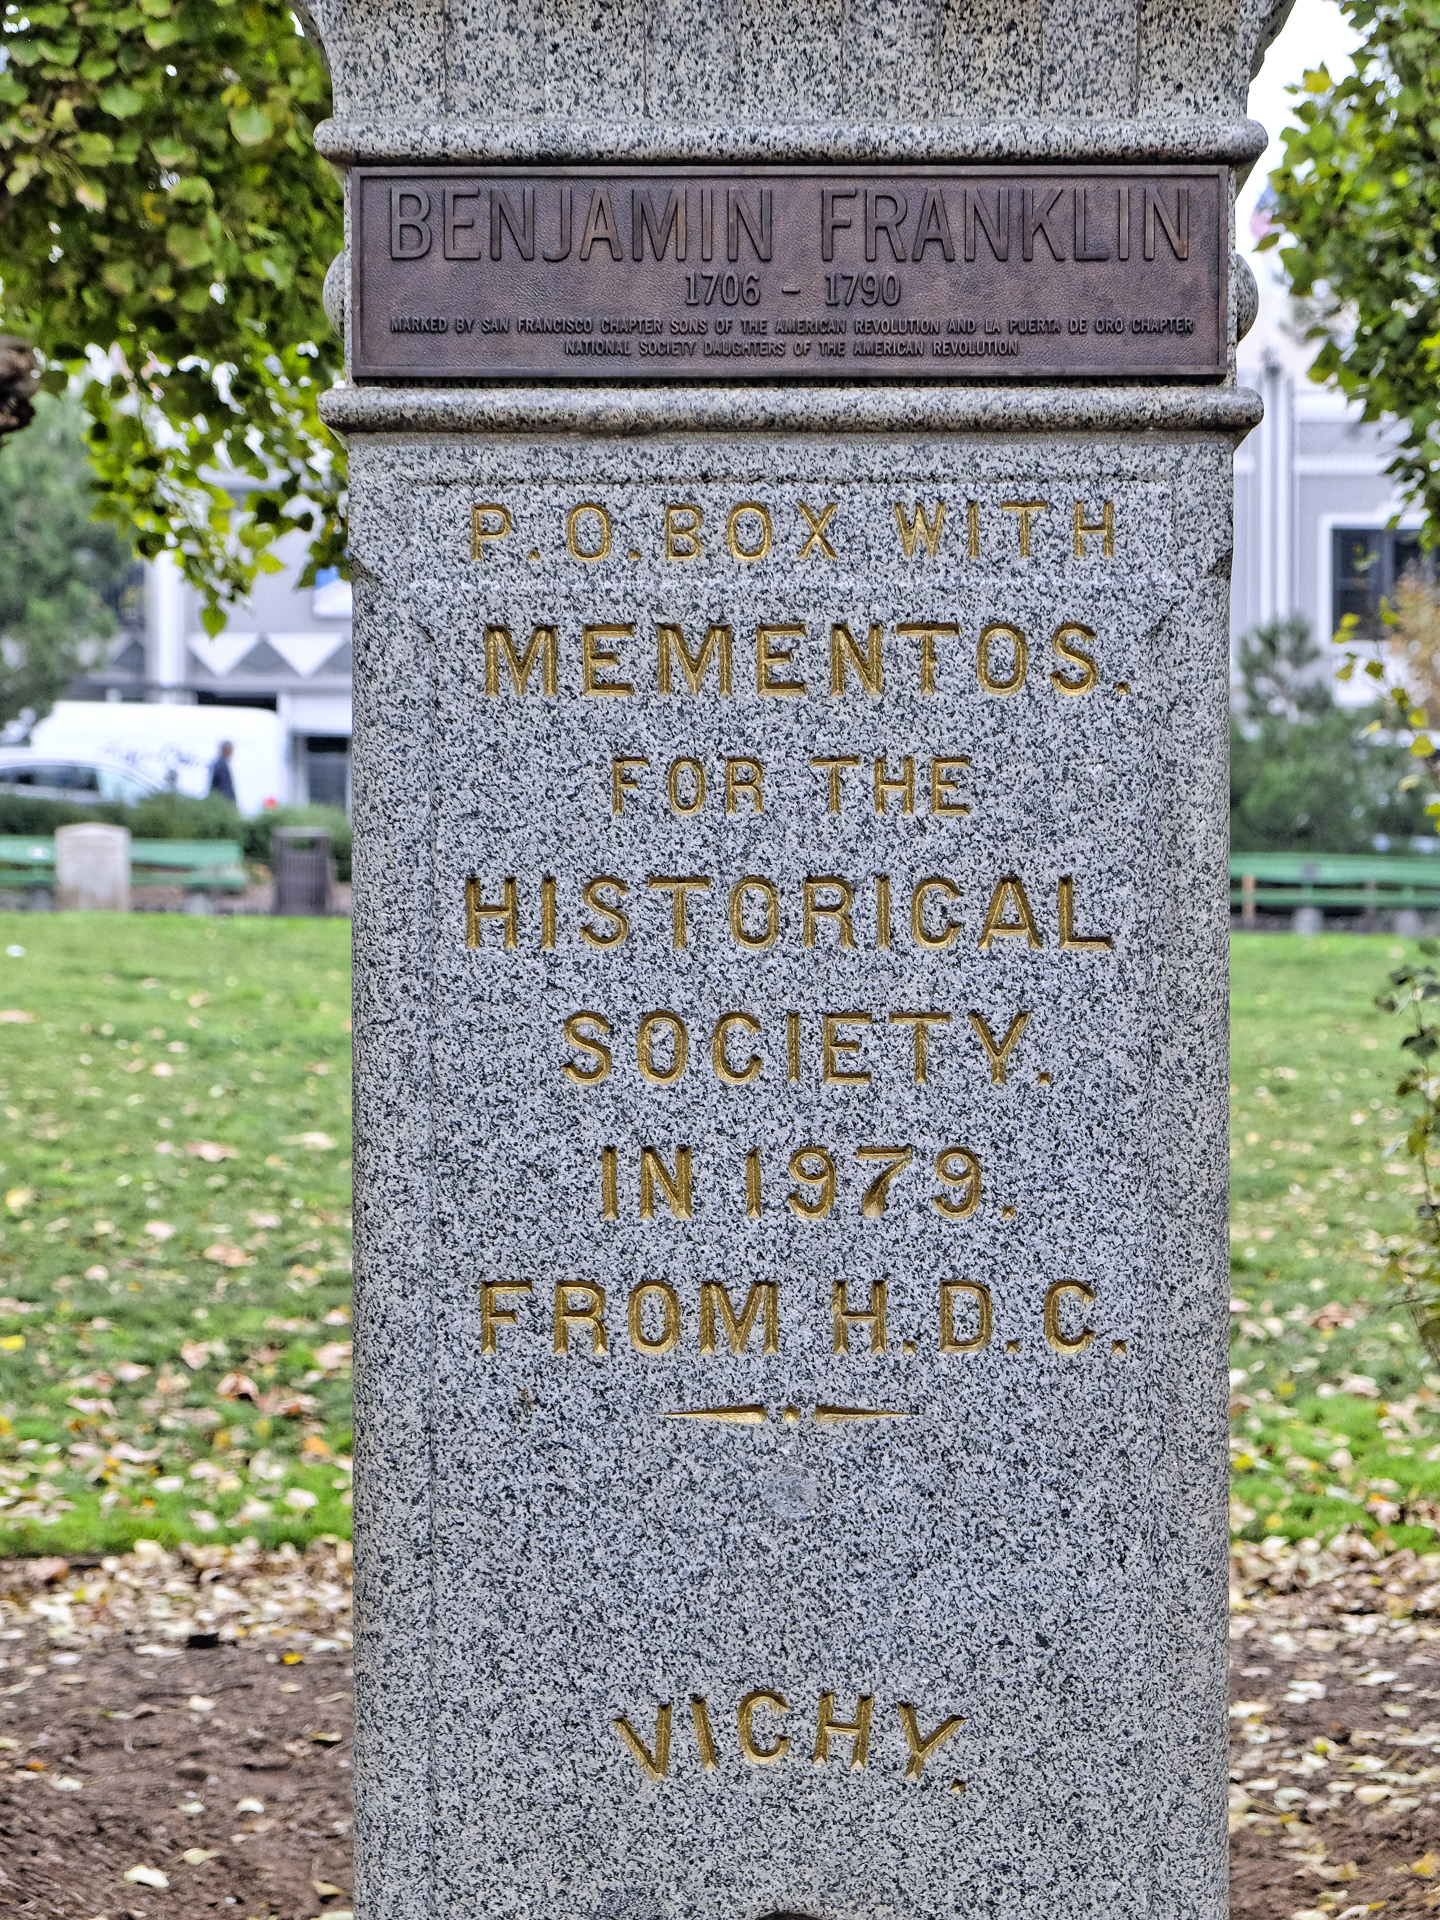 BENJAMIN FRANKLIN
1706 - 1790
MARKED BY SAN FRANCISCO CHAPTER SONS OF THE AMERICAN REVOLUTION AND LA PUERTA DE ORO CHAPTER
NATIONAL SOCIETY DAUGHTERS OF THE AMERICAN REVOLUTION
P.O.BOX WITH
MEMENTOS.
FOR THE
HISTORICAL
SOCIETY.
IN 1979.
FROM H.D.C.
VICHY.